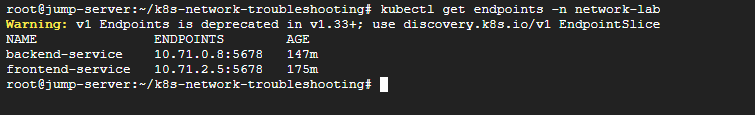 root@jump-server:~/k8s-network-troubleshooting# kubectl get endpoints -n network-lab
Warning: v1 Endpoints is deprecated in v1.33+; use discovery.k8s.io/v1 EndpointSlice
NAME               ENDPOINTS        AGE
backend-service    10.71.0.8:5678   147m
frontend-service   10.71.2.5:5678   175m
root@jump-server:~/k8s-network-troubleshooting#